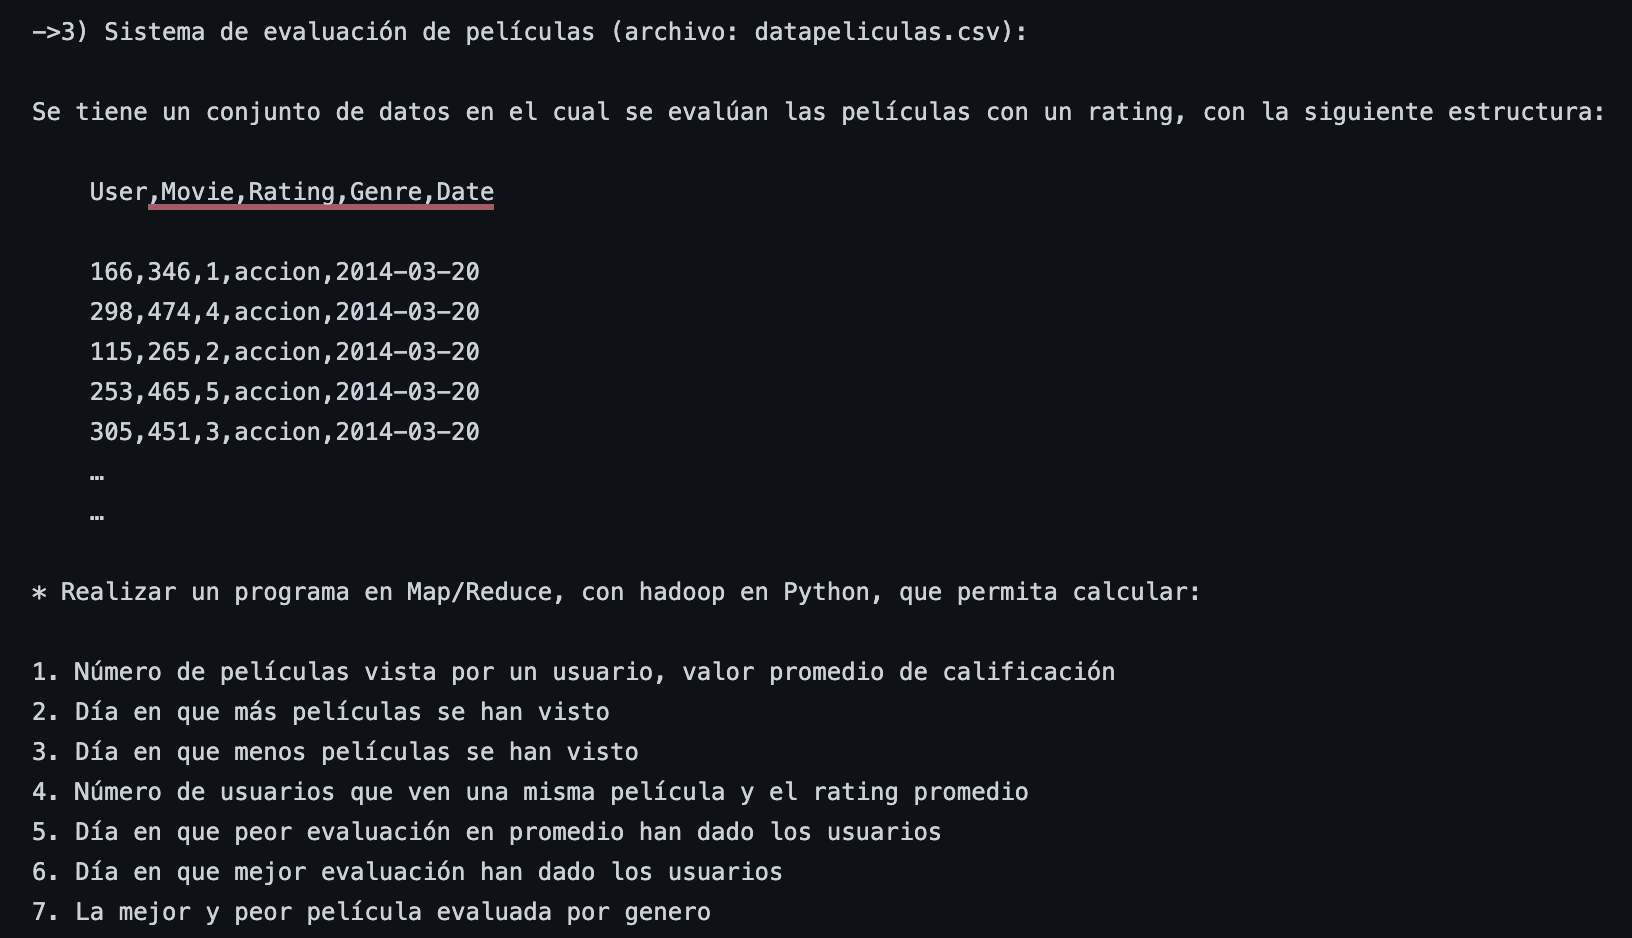 ->3) Sistema de evaluación de películas (archivo: datapeliculas.csv):
Se tiene un conjunto de datos en el cual se evalúan las películas con un rating, con la siguiente estructura:
User,Movie,Rating,Genre,Date
166,346,1,accion,2014-03-20
298,474,4,accion,2014-03-20
115,265,2,accion,2014-03-20
253,465,5,accion,2014-03-20
305,451,3,accion,2014-03-20
…
…
* Realizar un programa en Map/Reduce, con hadoop en Python, que permita calcular:
1. Número de películas vista por un usuario, valor promedio de calificación
2. Día en que más películas se han visto
3. Día en que menos películas se han visto
4. Número de usuarios que ven una misma película y el rating promedio
5. Día en que peor evaluación en promedio han dado los usuarios
6. Día en que mejor evaluación han dado los usuarios
7. La mejor y peor película evaluada por genero